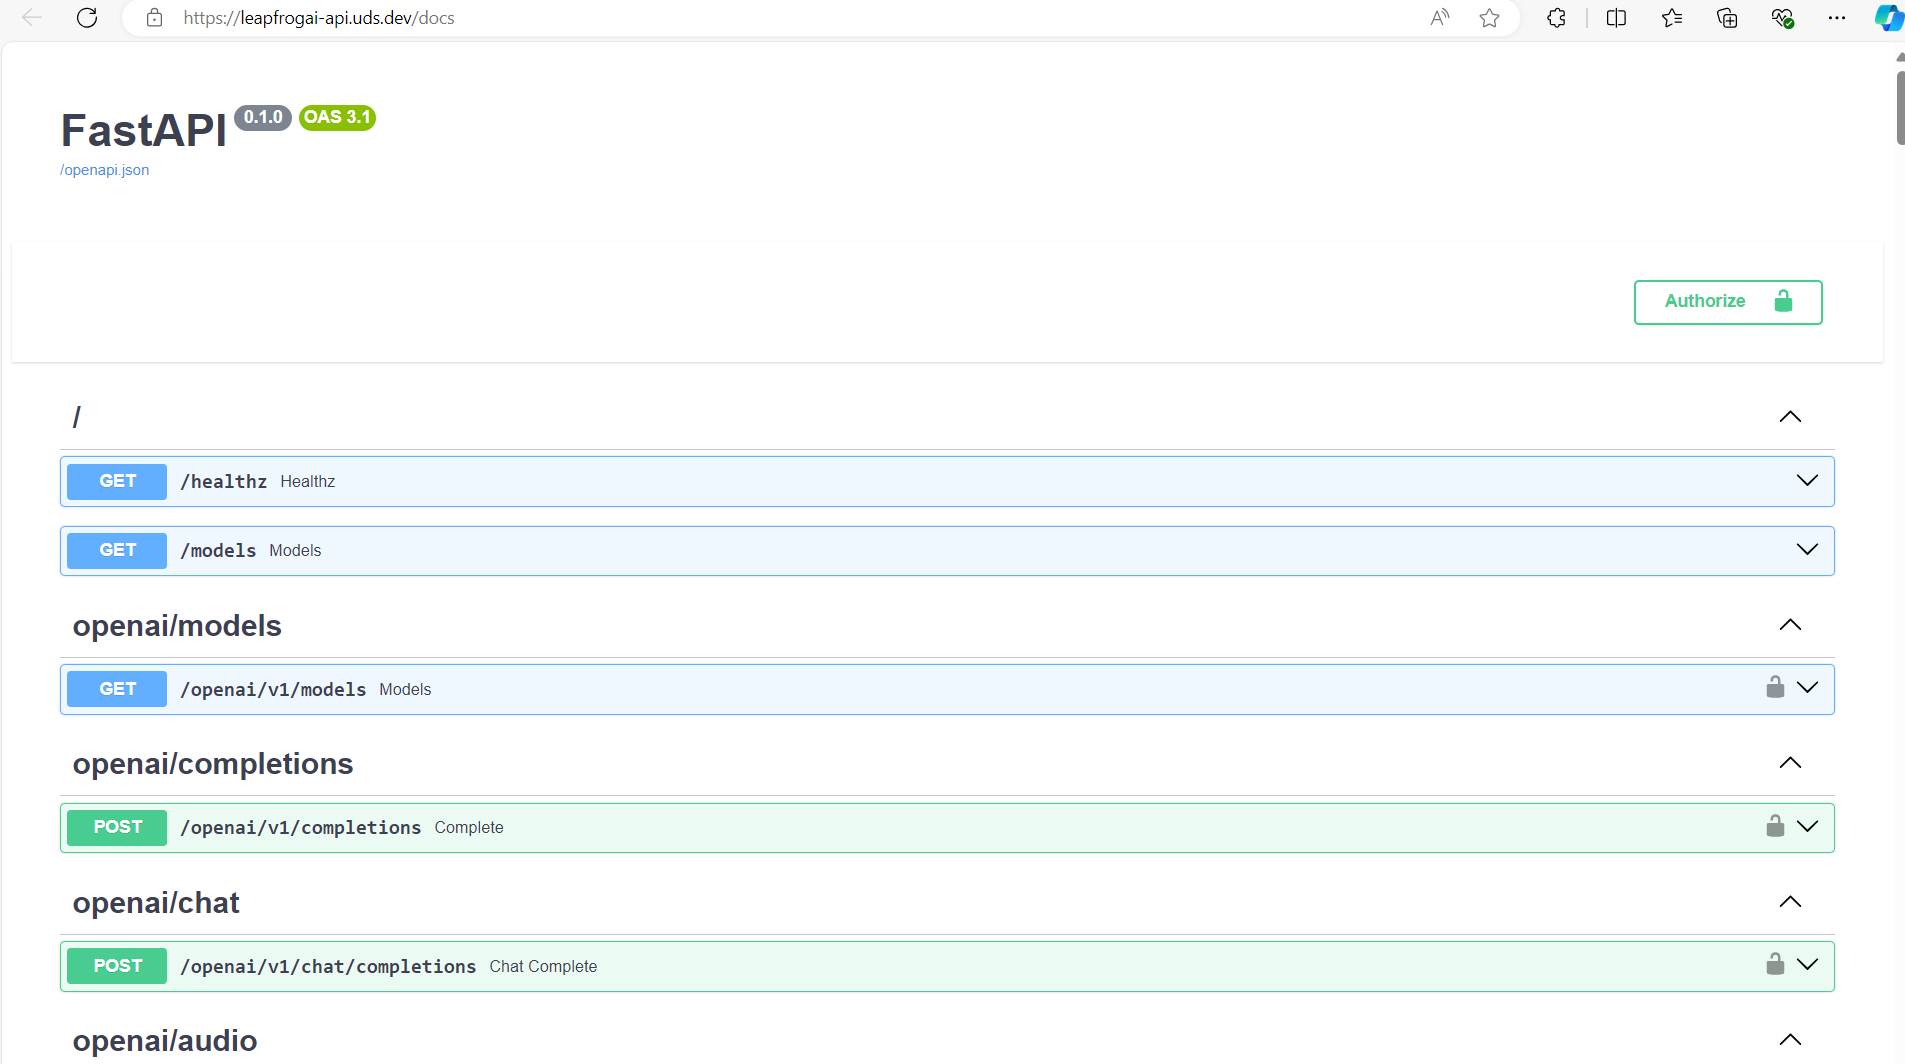 https://leapfrogai-api.uds.dev/docs
FastAPI 0.1.0 OAS 3.1
/openapi.json
Authorize
/
GET /healthz Healthz
GET /models Models
openai/models
GET /openai/v1/models Models
openai/completions
POST /openai/v1/completions Complete
openai/chat
POST /openai/v1/chat/completions Chat Complete
openai/audio